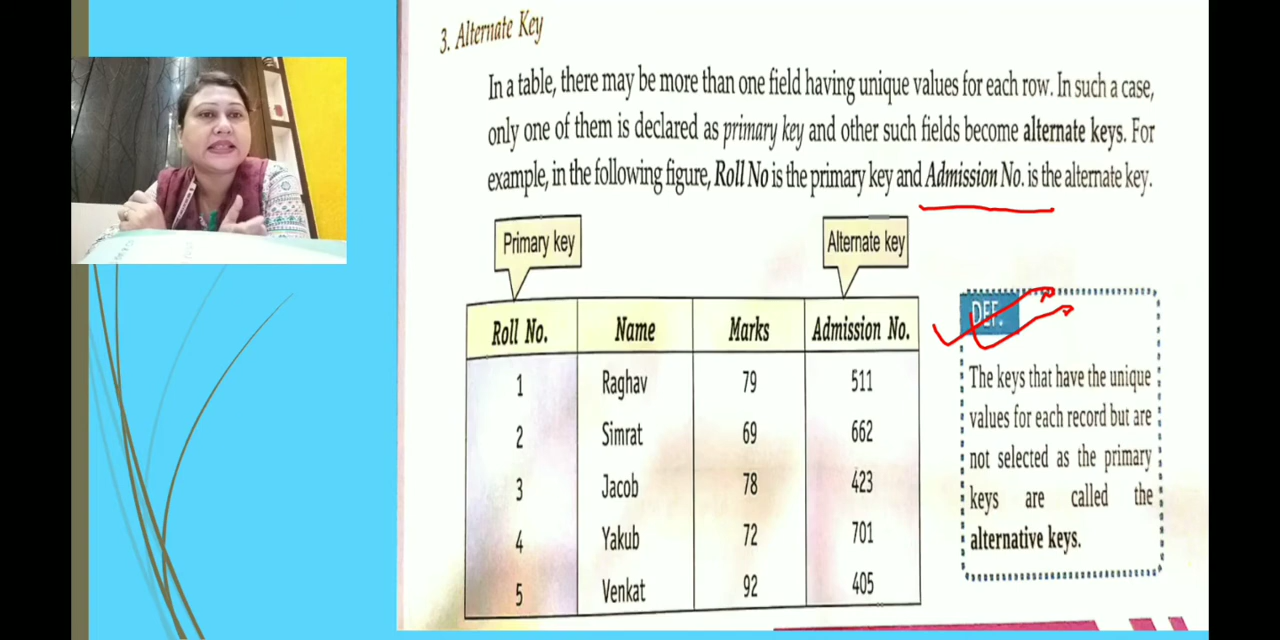 3. Alternate Key
In a table, there may be more than one field having unique values for each row. In such a case,
only one of them is declared as primary key and other such fields become alternate keys. For
example, in the following figure, Roll No is the primary key and Admission No. is the alternate key.
Primary key
Alternate key
Roll No. Name Marks Admission No.
1 Raghav 79 511
2 Simrat 69 662
3 Jacob 78 423
4 Yakub 72 701
5 Venkat 92 405
DEF.
The keys that have the unique
values for each record but are
not selected as the primary
keys are called the
alternative keys.